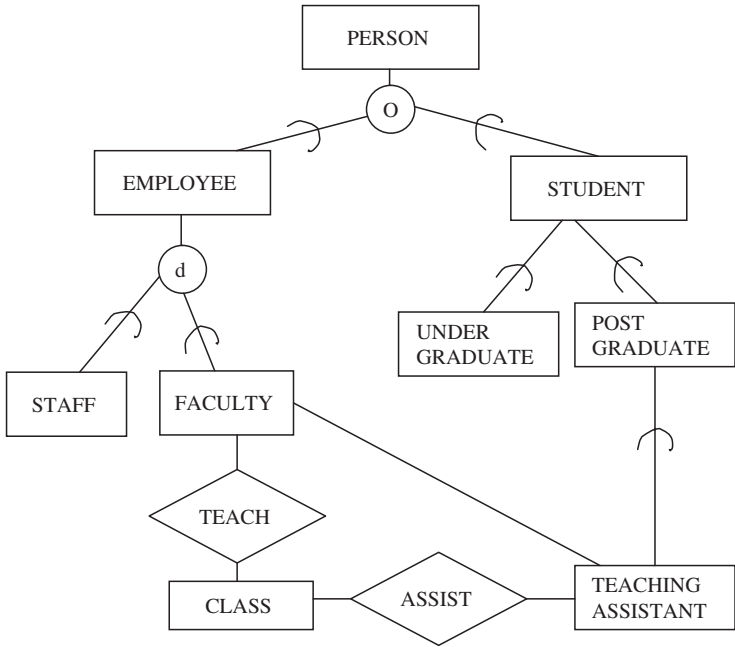 PERSON
O
EMPLOYEE
STUDENT
d
UNDER
GRADUATE
POST
GRADUATE
STAFF
FACULTY
TEACH
CLASS
ASSIST
TEACHING
ASSISTANT